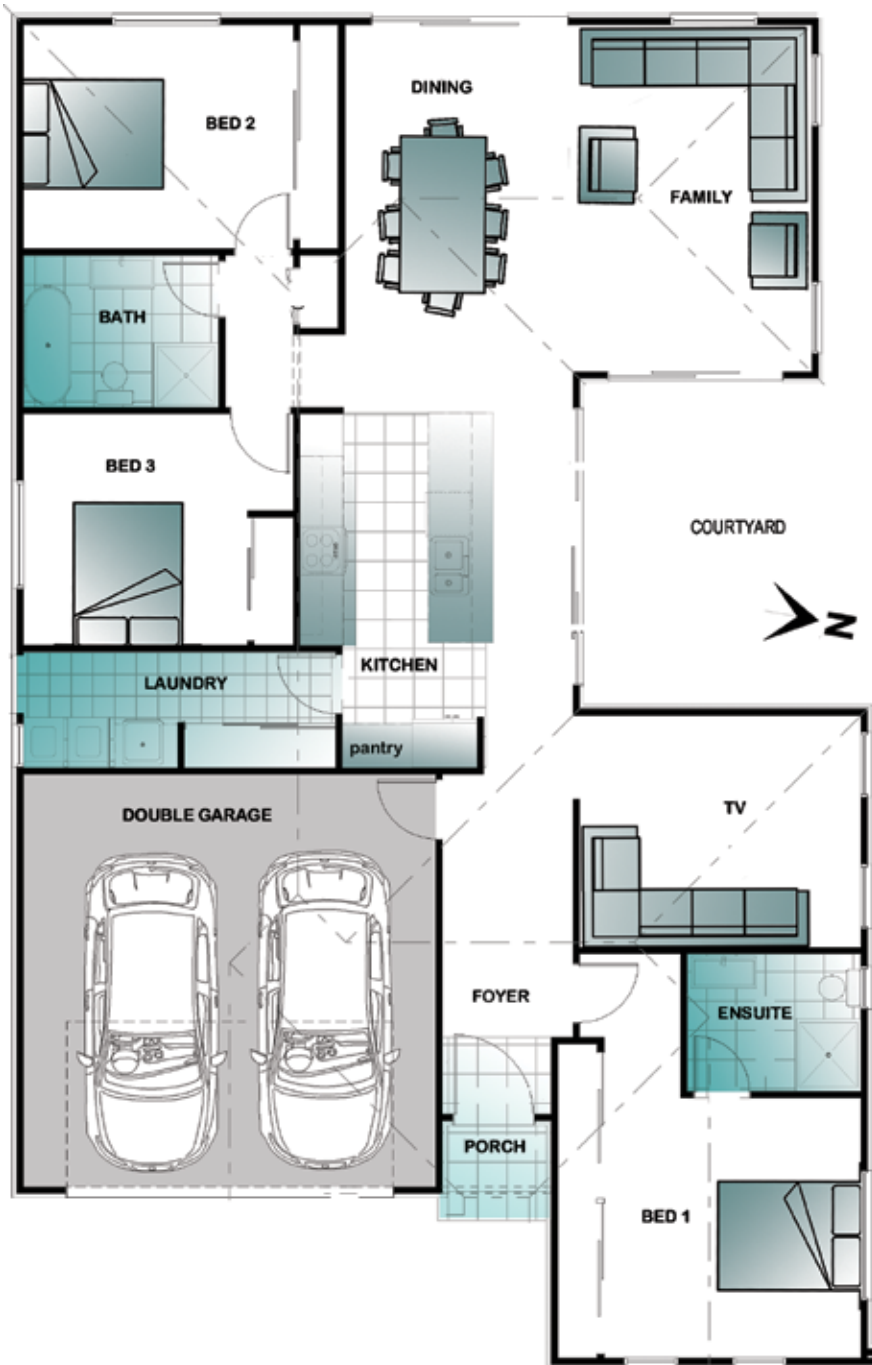 DINING
BED 2
FAMILY
BATH
BED 3
COURTYARD
N
KITCHEN
LAUNDRY
pantry
DOUBLE GARAGE
TV
FOYER
ENSUITE
PORCH
BED 1